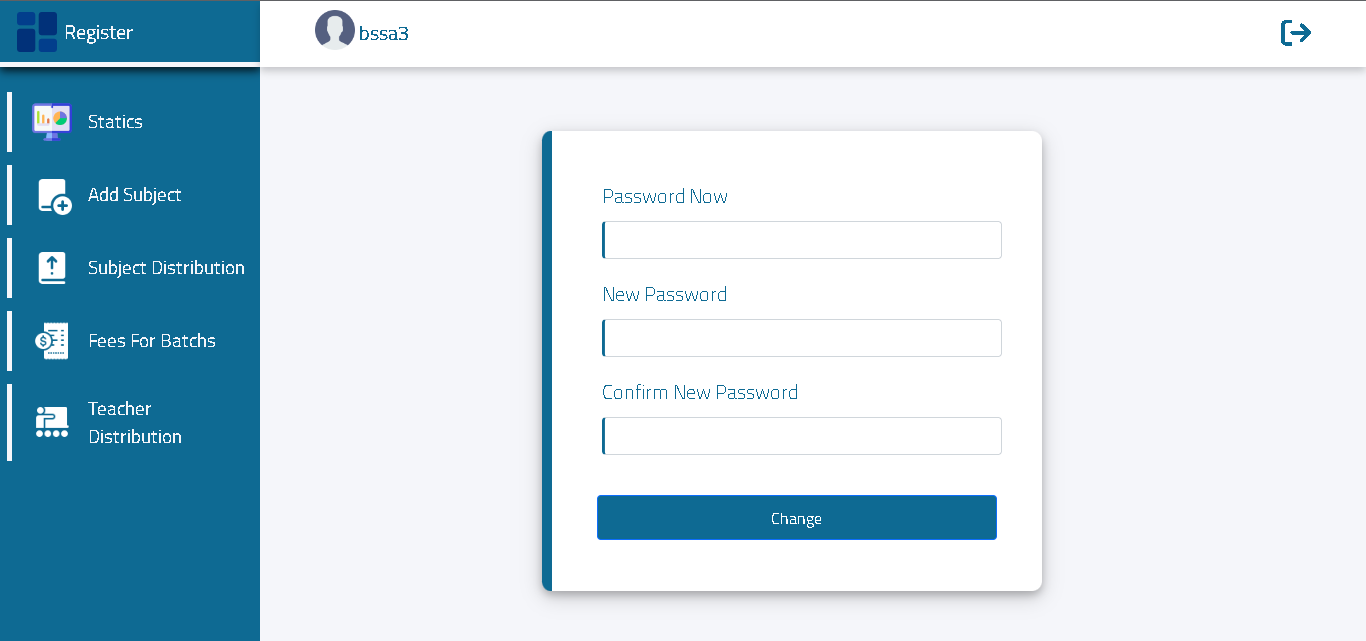 Register
bssa3
Statics
Add Subject
Subject Distribution
Fees For Batchs
Teacher
Distribution
Password Now
New Password
Confirm New Password
Change